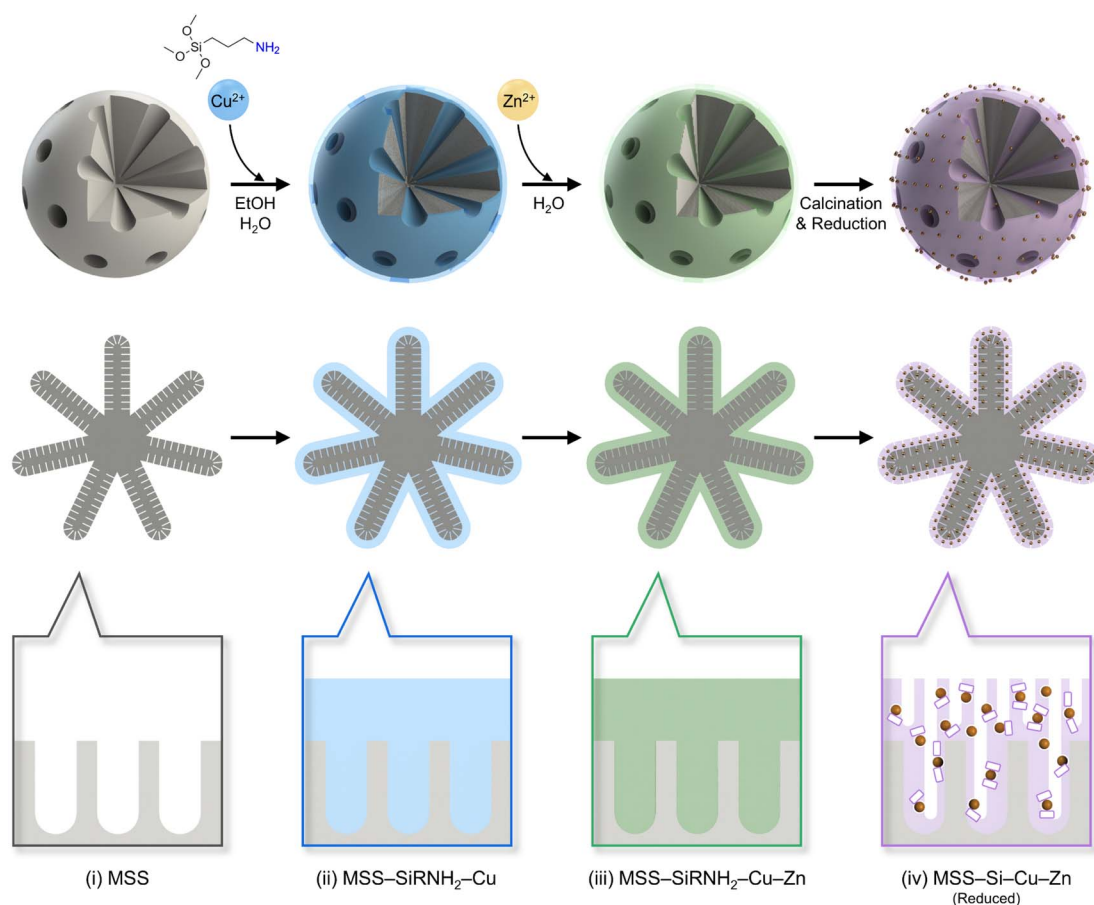 O
Si
NH₂
O
O
Cu²⁺
Zn²⁺
EtOH
H₂O
H₂O
Calcination
& Reduction
(i) MSS
(ii) MSS–SiRNH₂–Cu
(iii) MSS–SiRNH₂–Cu–Zn
(iv) MSS–Si–Cu–Zn
(Reduced)